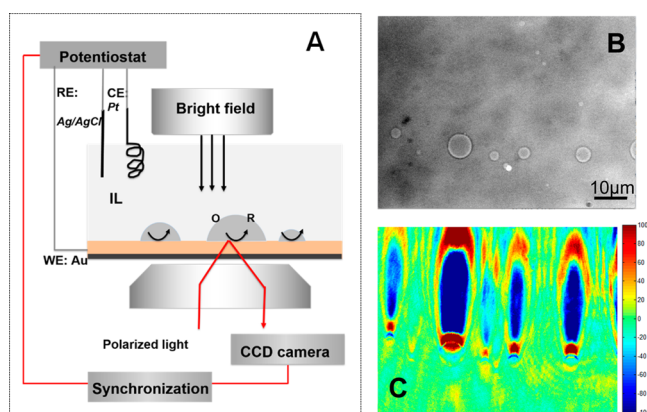 A
Potentiostat
RE:
CE:
Pt
Ag/AgCl
Bright field
IL
O
R
WE: Au
Polarized light
CCD camera
Synchronization
B
10µm
C
100
80
60
40
20
0
-20
-40
-60
-80